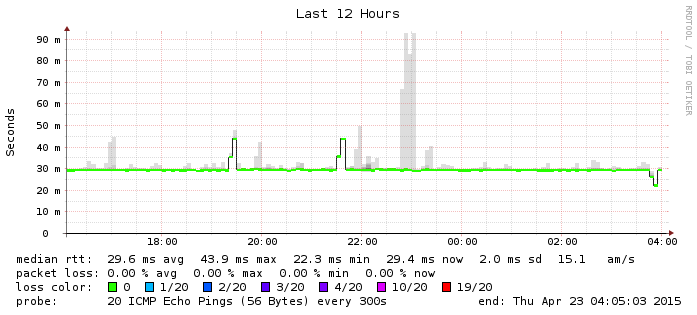 Last 12 Hours
RRDTOOL / TOBI OETIKER
Seconds
90 m
80 m
70 m
60 m
50 m
40 m
30 m
20 m
10 m
0
18:00 20:00 22:00 00:00 02:00 04:00
median rtt: 29.6 ms avg 43.9 ms max 22.3 ms min 29.4 ms now 2.0 ms sd 15.1 am/s
packet loss: 0.00 % avg 0.00 % max 0.00 % min 0.00 % now
loss color: 0 1/20 2/20 3/20 4/20 10/20 19/20
probe: 20 ICMP Echo Pings (56 Bytes) every 300s end: Thu Apr 23 04:05:03 2015